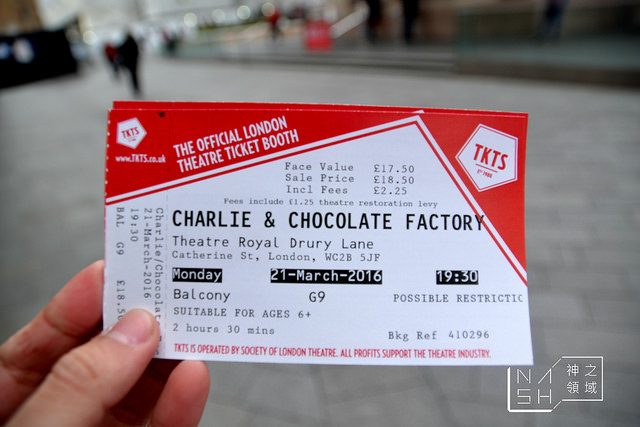 TKTS
www.TKTS.co.uk
THE OFFICIAL LONDON
THEATRE TICKET BOOTH
TKTS
Face Value £17.50
Sale Price £18.50
Incl Fees £2.25
Fees include £1.25 theatre restoration levy
CHARLIE & CHOCOLATE FACTORY
Theatre Royal Drury Lane
Catherine St, London, WC2B 5JF
Monday 21-March-2016 19:30
Balcony G9 POSSIBLE RESTRICTIO
SUITABLE FOR AGES 6+
2 hours 30 mins
Bkg Ref 410296
TKTS IS OPERATED BY SOCIETY OF LONDON THEATRE. ALL PROFITS SUPPORT THE THEATRE INDUSTRY.
Charlie/Chocolat
21-March-2016
19:30
BAL G9 £18.5
NASH
神之
領域